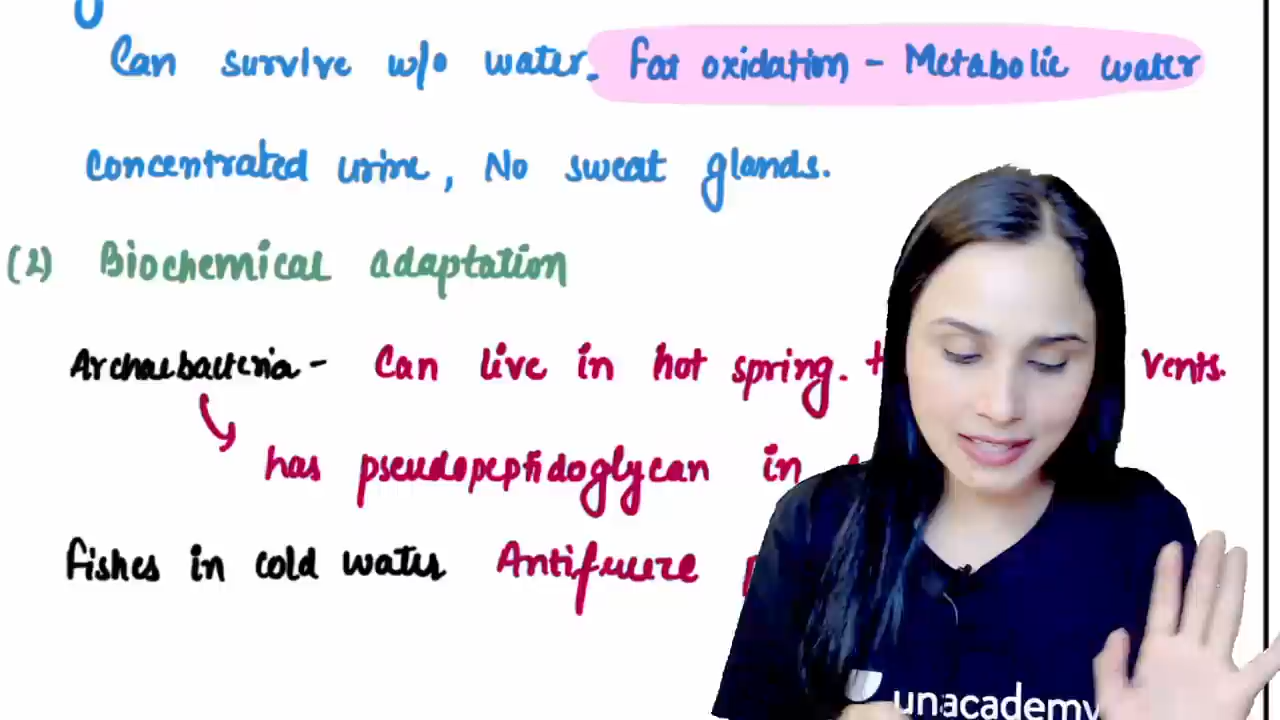 Can survive w/o water. Fat oxidation - Metabolic water
Concentrated urine, No sweat glands.
(2) Biochemical adaptation
Archaebacteria - Can live in hot spring. vents.
has pseudopeptidoglycan in
Fishes in cold water Antifreeze
unacademy